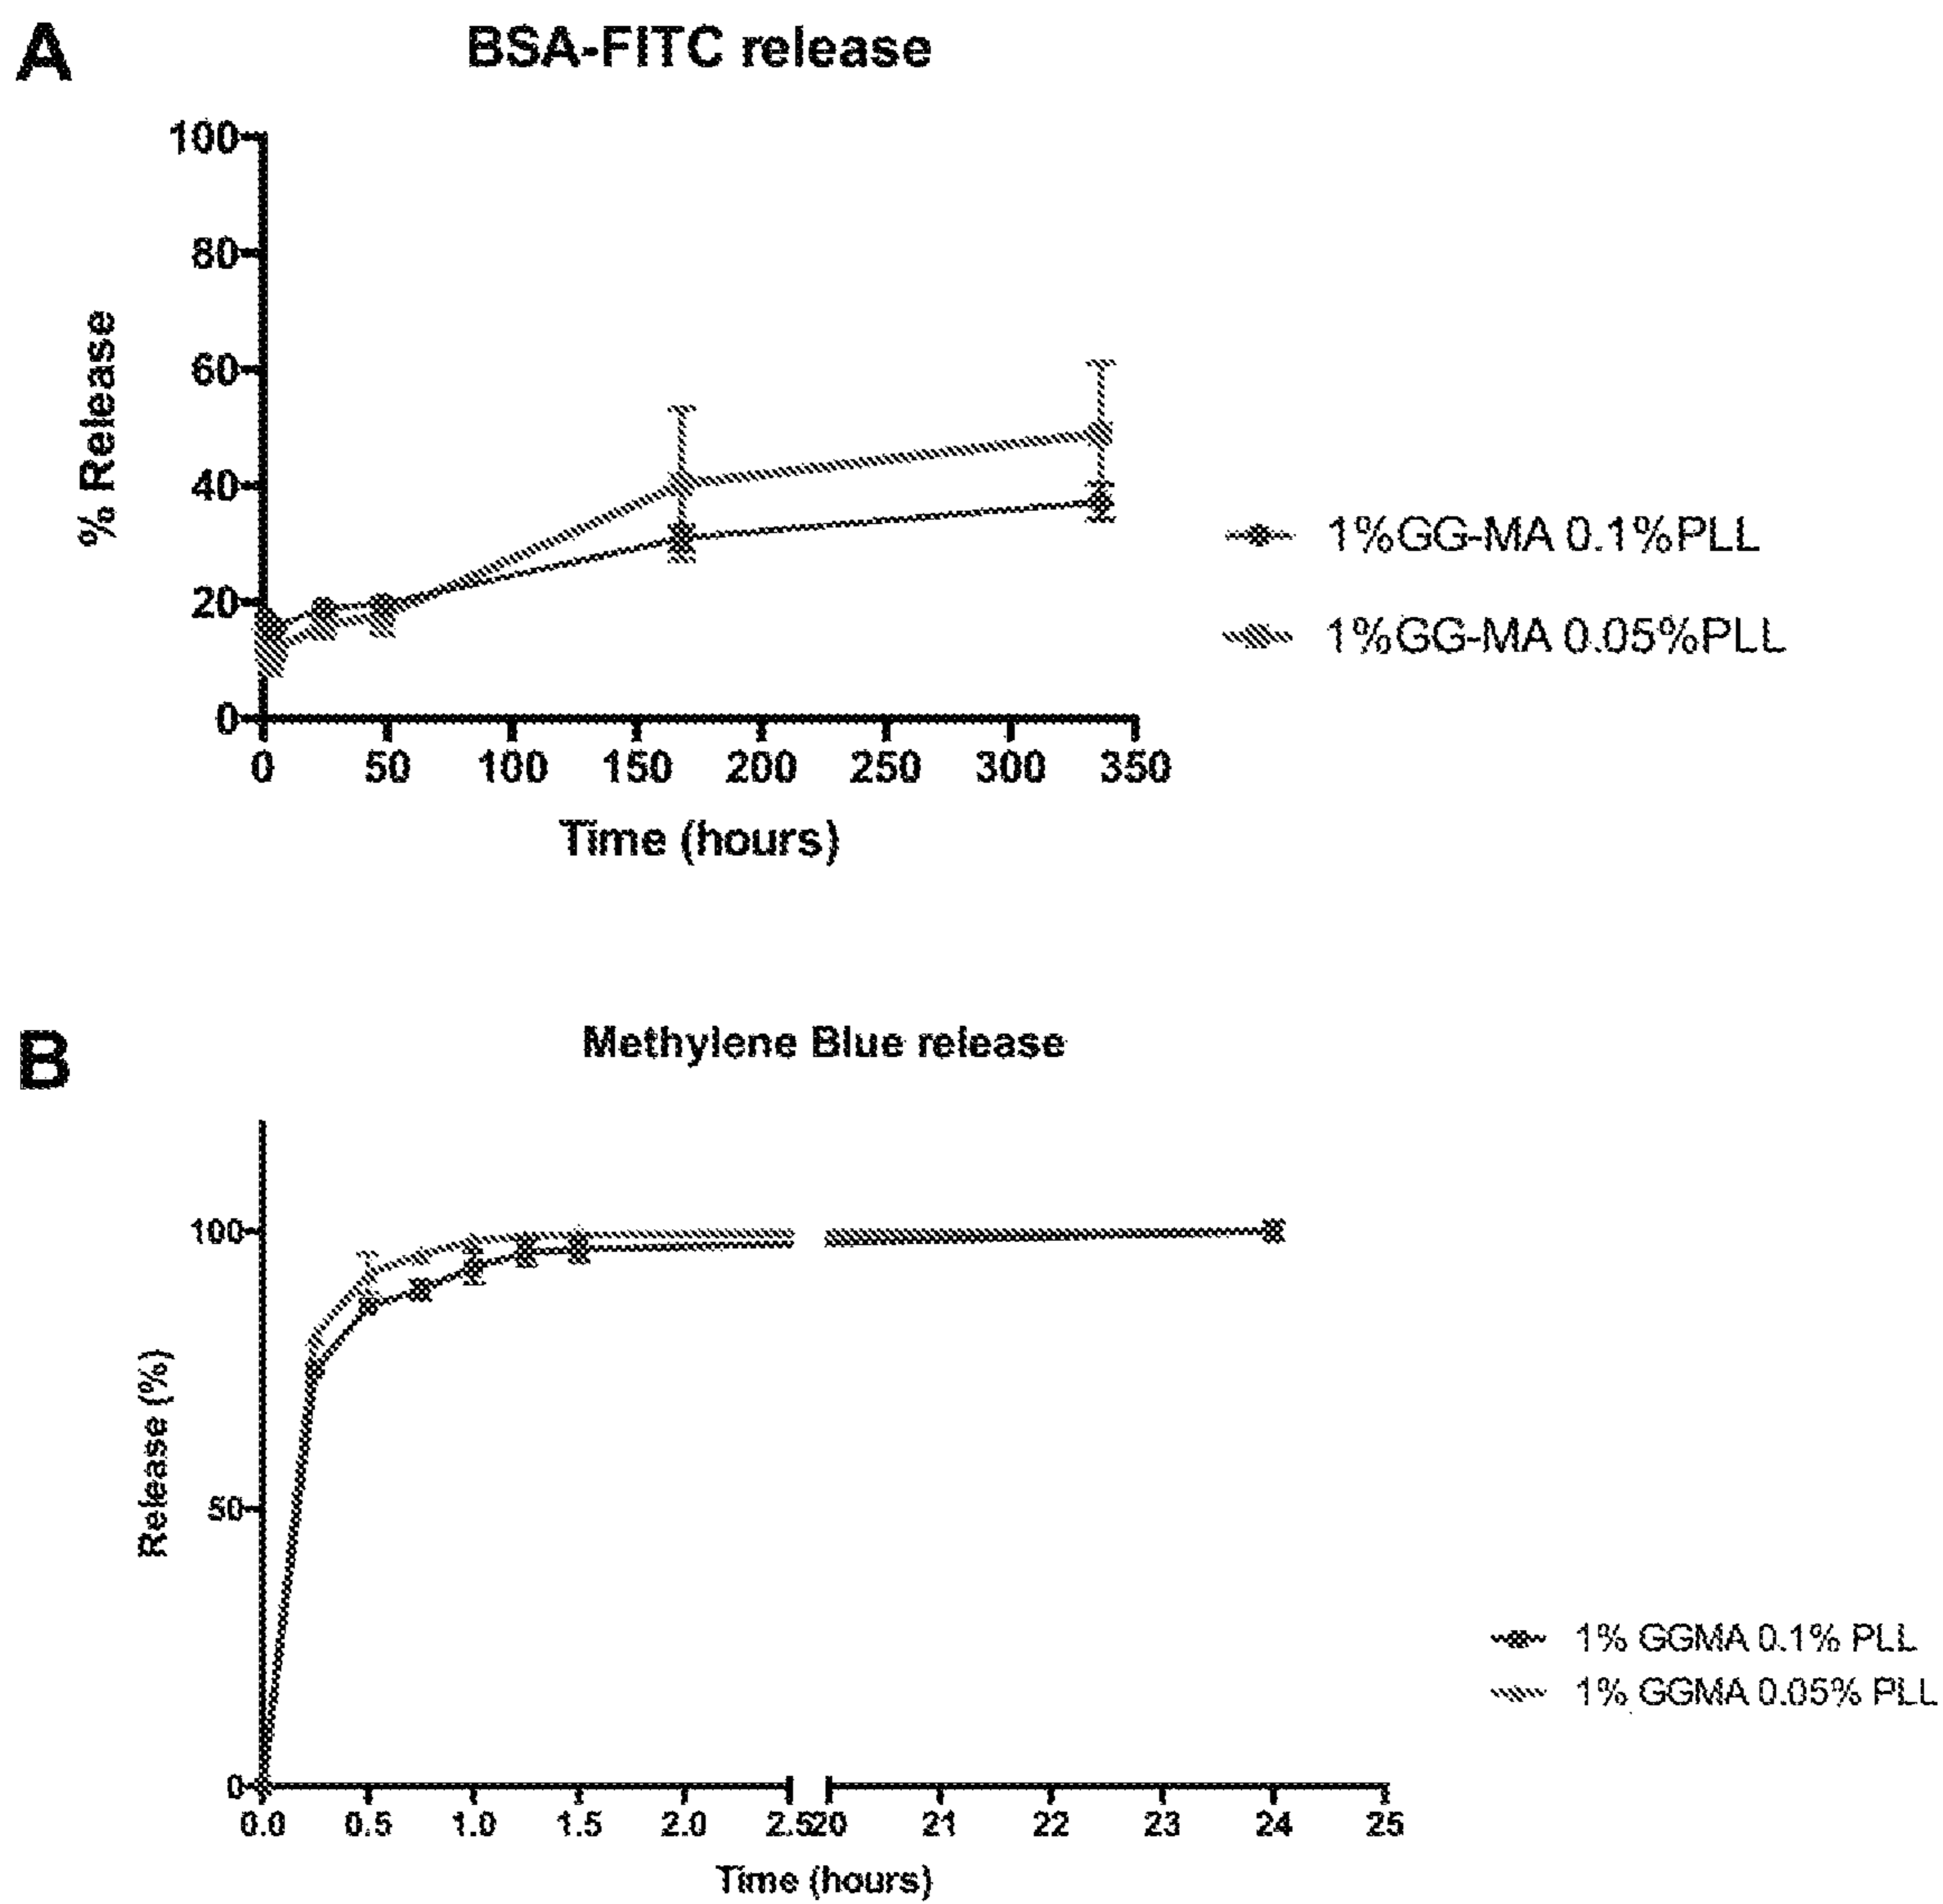 A
BSA-FITC release
100
80
60
40
20
0
% Release
0 50 100 150 200 250 300 350
Time (hours)
1%GG-MA 0.1%PLL
1%GG-MA 0.05%PLL
B
Methylene Blue release
100
50
0
Release (%)
0.0 0.5 1.0 1.5 2.0 2.5 20 21 22 23 24 25
Time (hours)
1% GGMA 0.1% PLL
1% GGMA 0.05% PLL